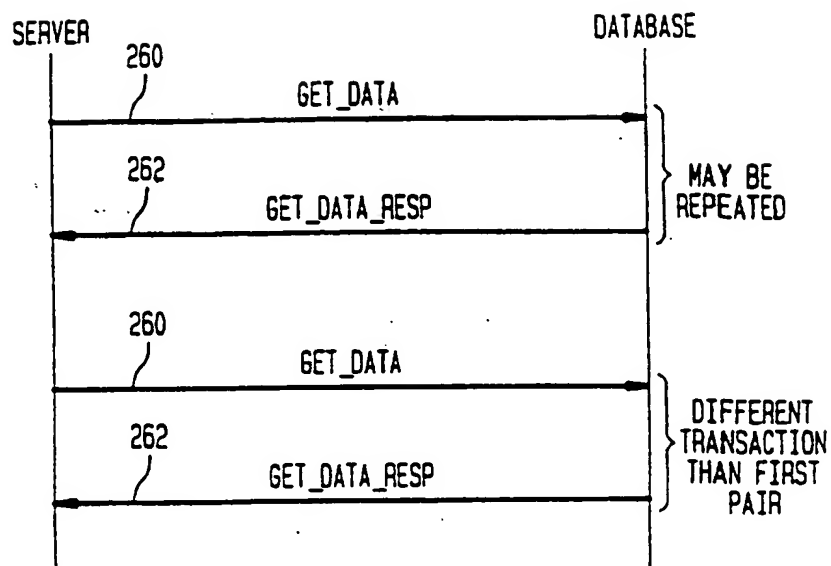 SERVER
DATABASE
260
GET_DATA
262
GET_DATA_RESP
MAY BE
REPEATED
260
GET_DATA
262
GET_DATA_RESP
DIFFERENT
TRANSACTION
THAN FIRST
PAIR